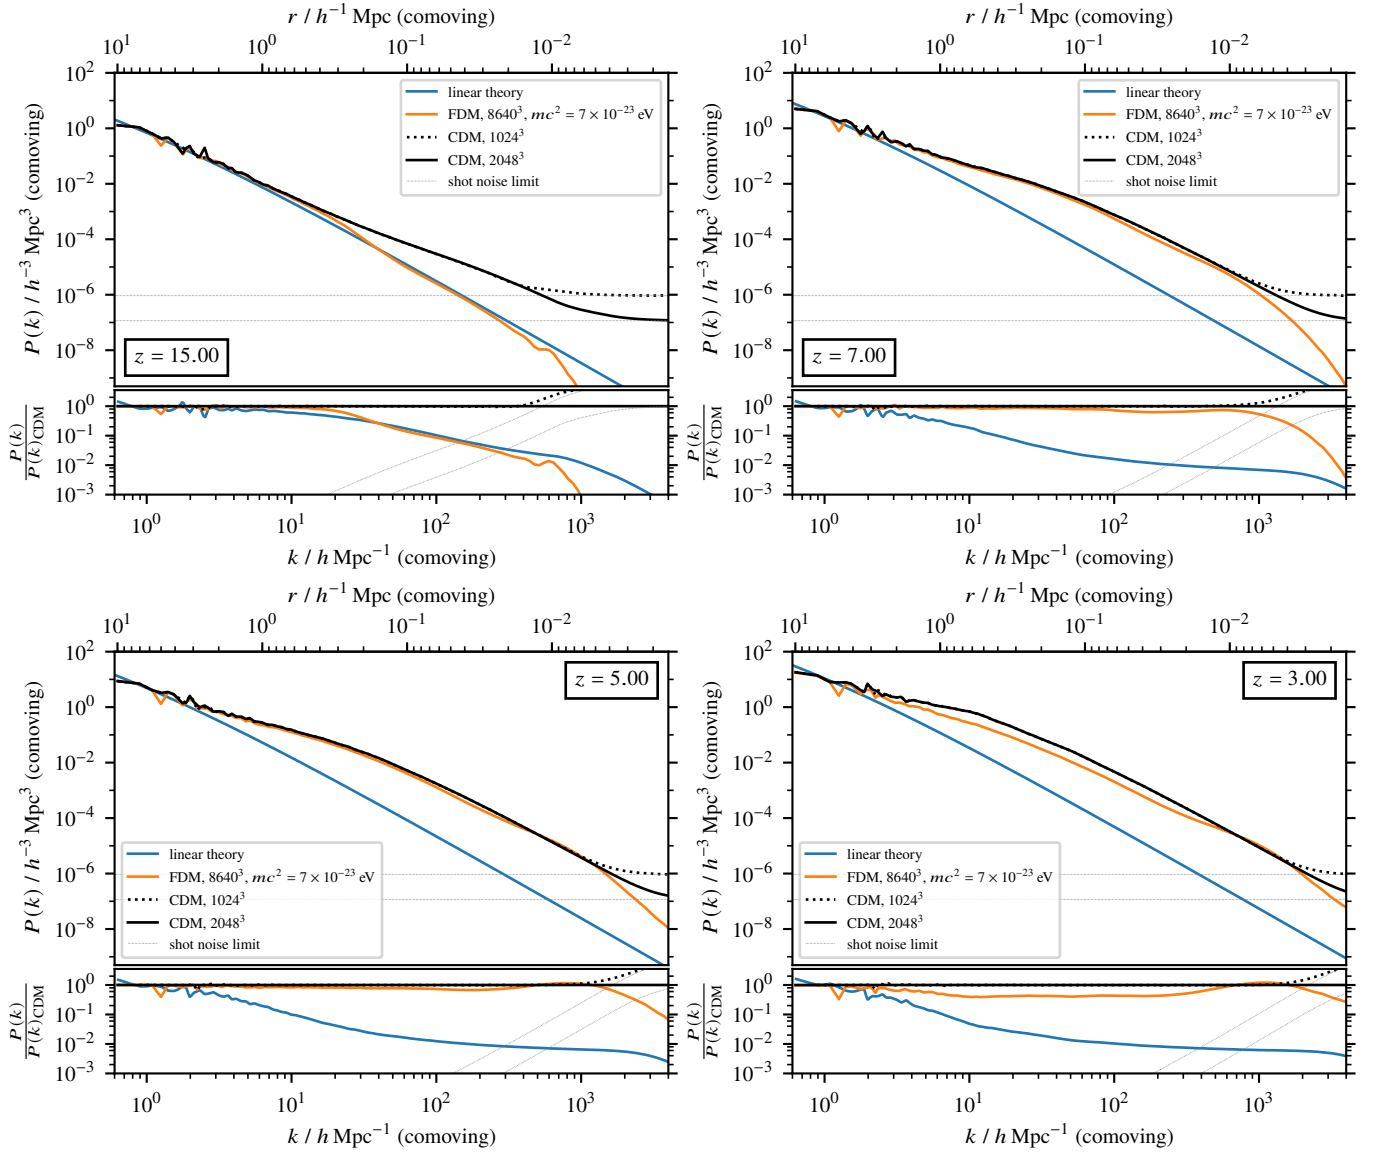 r / h⁻¹ Mpc (comoving)
10¹ 10⁰ 10⁻¹ 10⁻²
10²
10⁰
10⁻²
10⁻⁴
10⁻⁶
10⁻⁸
P(k) / h⁻³ Mpc³ (comoving)
linear theory
FDM, 8640³, mc² = 7 × 10⁻²³ eV
CDM, 1024³
CDM, 2048³
shot noise limit
z = 15.00
10⁰
10⁻¹
10⁻²
10⁻³
P(k)
P(k)CDM
10⁰ 10¹ 10² 10³
k / h Mpc⁻¹ (comoving)
r / h⁻¹ Mpc (comoving)
10¹ 10⁰ 10⁻¹ 10⁻²
10²
10⁰
10⁻²
10⁻⁴
10⁻⁶
10⁻⁸
P(k) / h⁻³ Mpc³ (comoving)
linear theory
FDM, 8640³, mc² = 7 × 10⁻²³ eV
CDM, 1024³
CDM, 2048³
shot noise limit
z = 7.00
10⁰
10⁻¹
10⁻²
10⁻³
P(k)
P(k)CDM
10⁰ 10¹ 10² 10³
k / h Mpc⁻¹ (comoving)
r / h⁻¹ Mpc (comoving)
10¹ 10⁰ 10⁻¹ 10⁻²
10²
10⁰
10⁻²
10⁻⁴
10⁻⁶
10⁻⁸
P(k) / h⁻³ Mpc³ (comoving)
z = 5.00
linear theory
FDM, 8640³, mc² = 7 × 10⁻²³ eV
CDM, 1024³
CDM, 2048³
shot noise limit
10⁰
10⁻¹
10⁻²
10⁻³
P(k)
P(k)CDM
10⁰ 10¹ 10² 10³
k / h Mpc⁻¹ (comoving)
r / h⁻¹ Mpc (comoving)
10¹ 10⁰ 10⁻¹ 10⁻²
10²
10⁰
10⁻²
10⁻⁴
10⁻⁶
10⁻⁸
P(k) / h⁻³ Mpc³ (comoving)
z = 3.00
linear theory
FDM, 8640³, mc² = 7 × 10⁻²³ eV
CDM, 1024³
CDM, 2048³
shot noise limit
10⁰
10⁻¹
10⁻²
10⁻³
P(k)
P(k)CDM
10⁰ 10¹ 10² 10³
k / h Mpc⁻¹ (comoving)